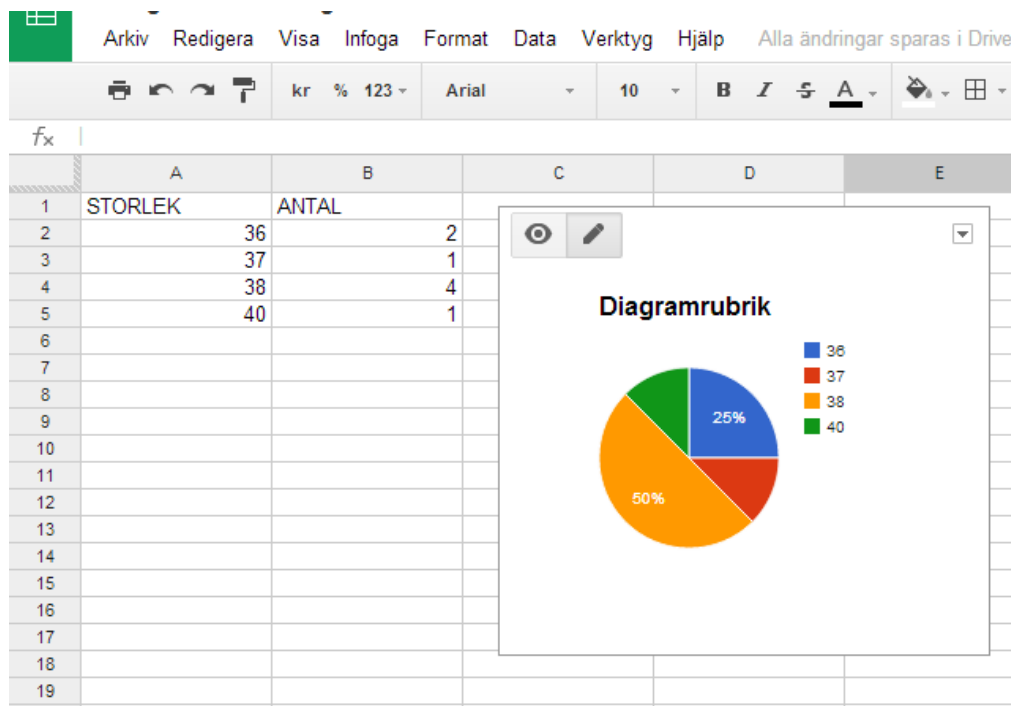 Arkiv Redigera Visa Infoga Format Data Verktyg Hjälp Alla ändringar sparas i Drive
kr % 123 Arial 10 B I S A
fx
A B C D E
1 STORLEK ANTAL
2 36 2
3 37 1
4 38 4
5 40 1
6
7
8
9
10
11
12
13
14
15
16
17
18
19
Diagramrubrik
36
37
38
40
25%
50%